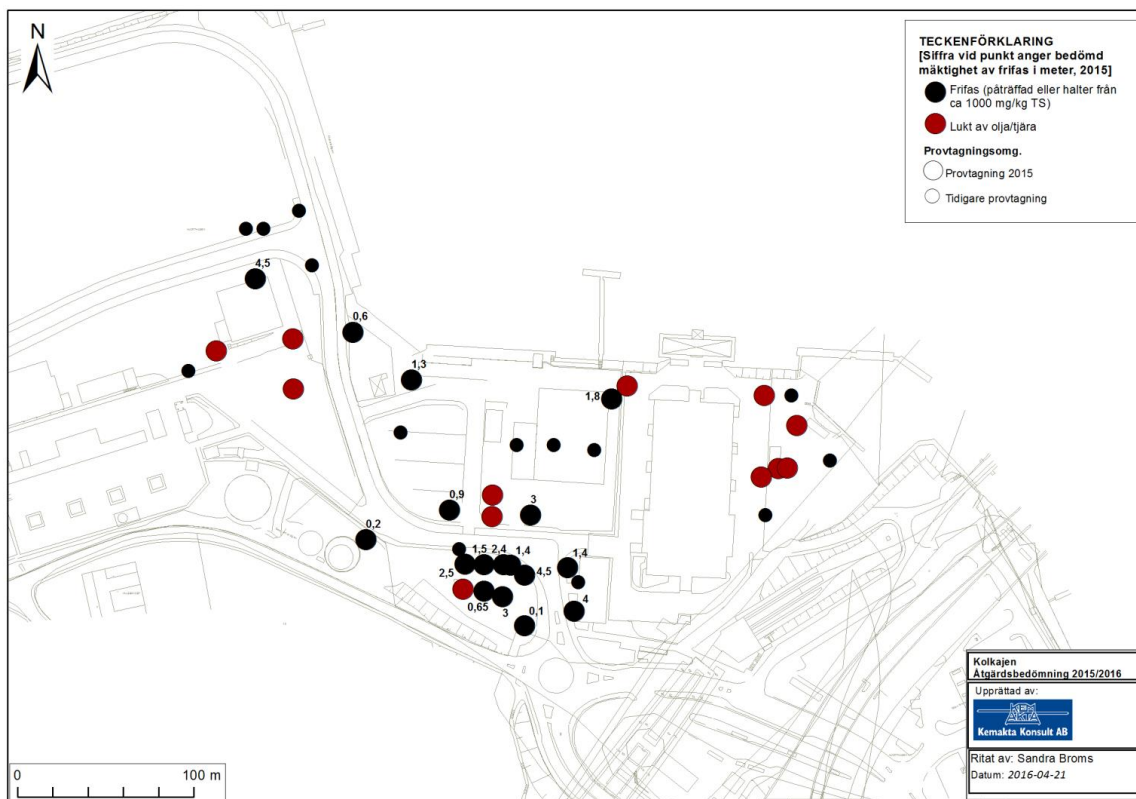 N
TECKENFÖRKLARING
[Siffra vid punkt anger bedömd
mäktighet av frifas i meter, 2015]
Frifas (påträffad eller halter från
ca 1000 mg/kg TS)
Lukt av olja/tjära
Provtagningsomg.
Provtagning 2015
Tidigare provtagning
4,5
0,6
1,3
1,8
0,9
3
0,2
1,5
2,4
1,4
1,4
2,5
4,5
0,65
3
4
0,1
Kolkajen
Åtgärdsbedömning 2015/2016
Upprättad av:
KEMAKTA
Kemakta Konsult AB
Ritat av: Sandra Broms
Datum: 2016-04-21
0
100 m